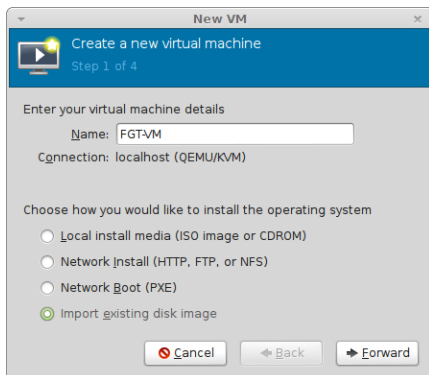 New VM
Create a new virtual machine
Step 1 of 4
Enter your virtual machine details
Name: FGT-VM
Connection: localhost (QEMU/KVM)
Choose how you would like to install the operating system
Local install media (ISO image or CDROM)
Network Install (HTTP, FTP, or NFS)
Network Boot (PXE)
Import existing disk image
Cancel Back Forward